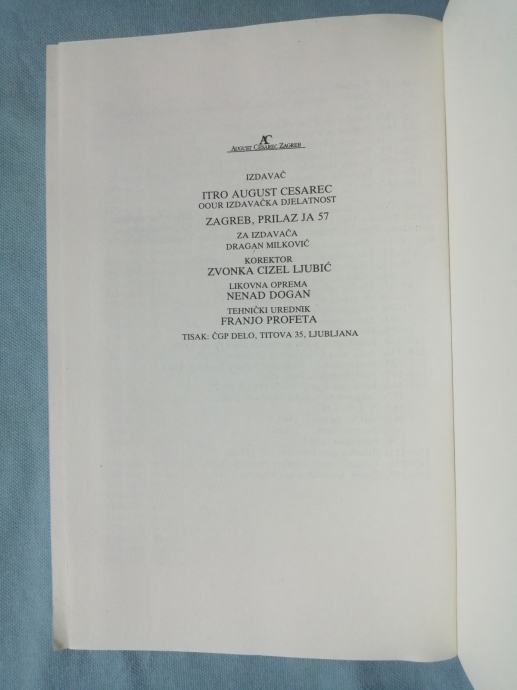 AC
AUGUST CESAREC ZAGREB
IZDAVAČ
ITRO AUGUST CESAREC
OOUR IZDAVAČKA DJELATNOST
ZAGREB, PRILAZ JA 57
ZA IZDAVAČA
DRAGAN MILKOVIĆ
KOREKTOR
ZVONKA CIZEL LJUBIĆ
LIKOVNA OPREMA
NENAD DOGAN
TEHNIČKI UREDNIK
FRANJO PROFETA
TISAK: ČGP DELO, TITOVA 35, LJUBLJANA